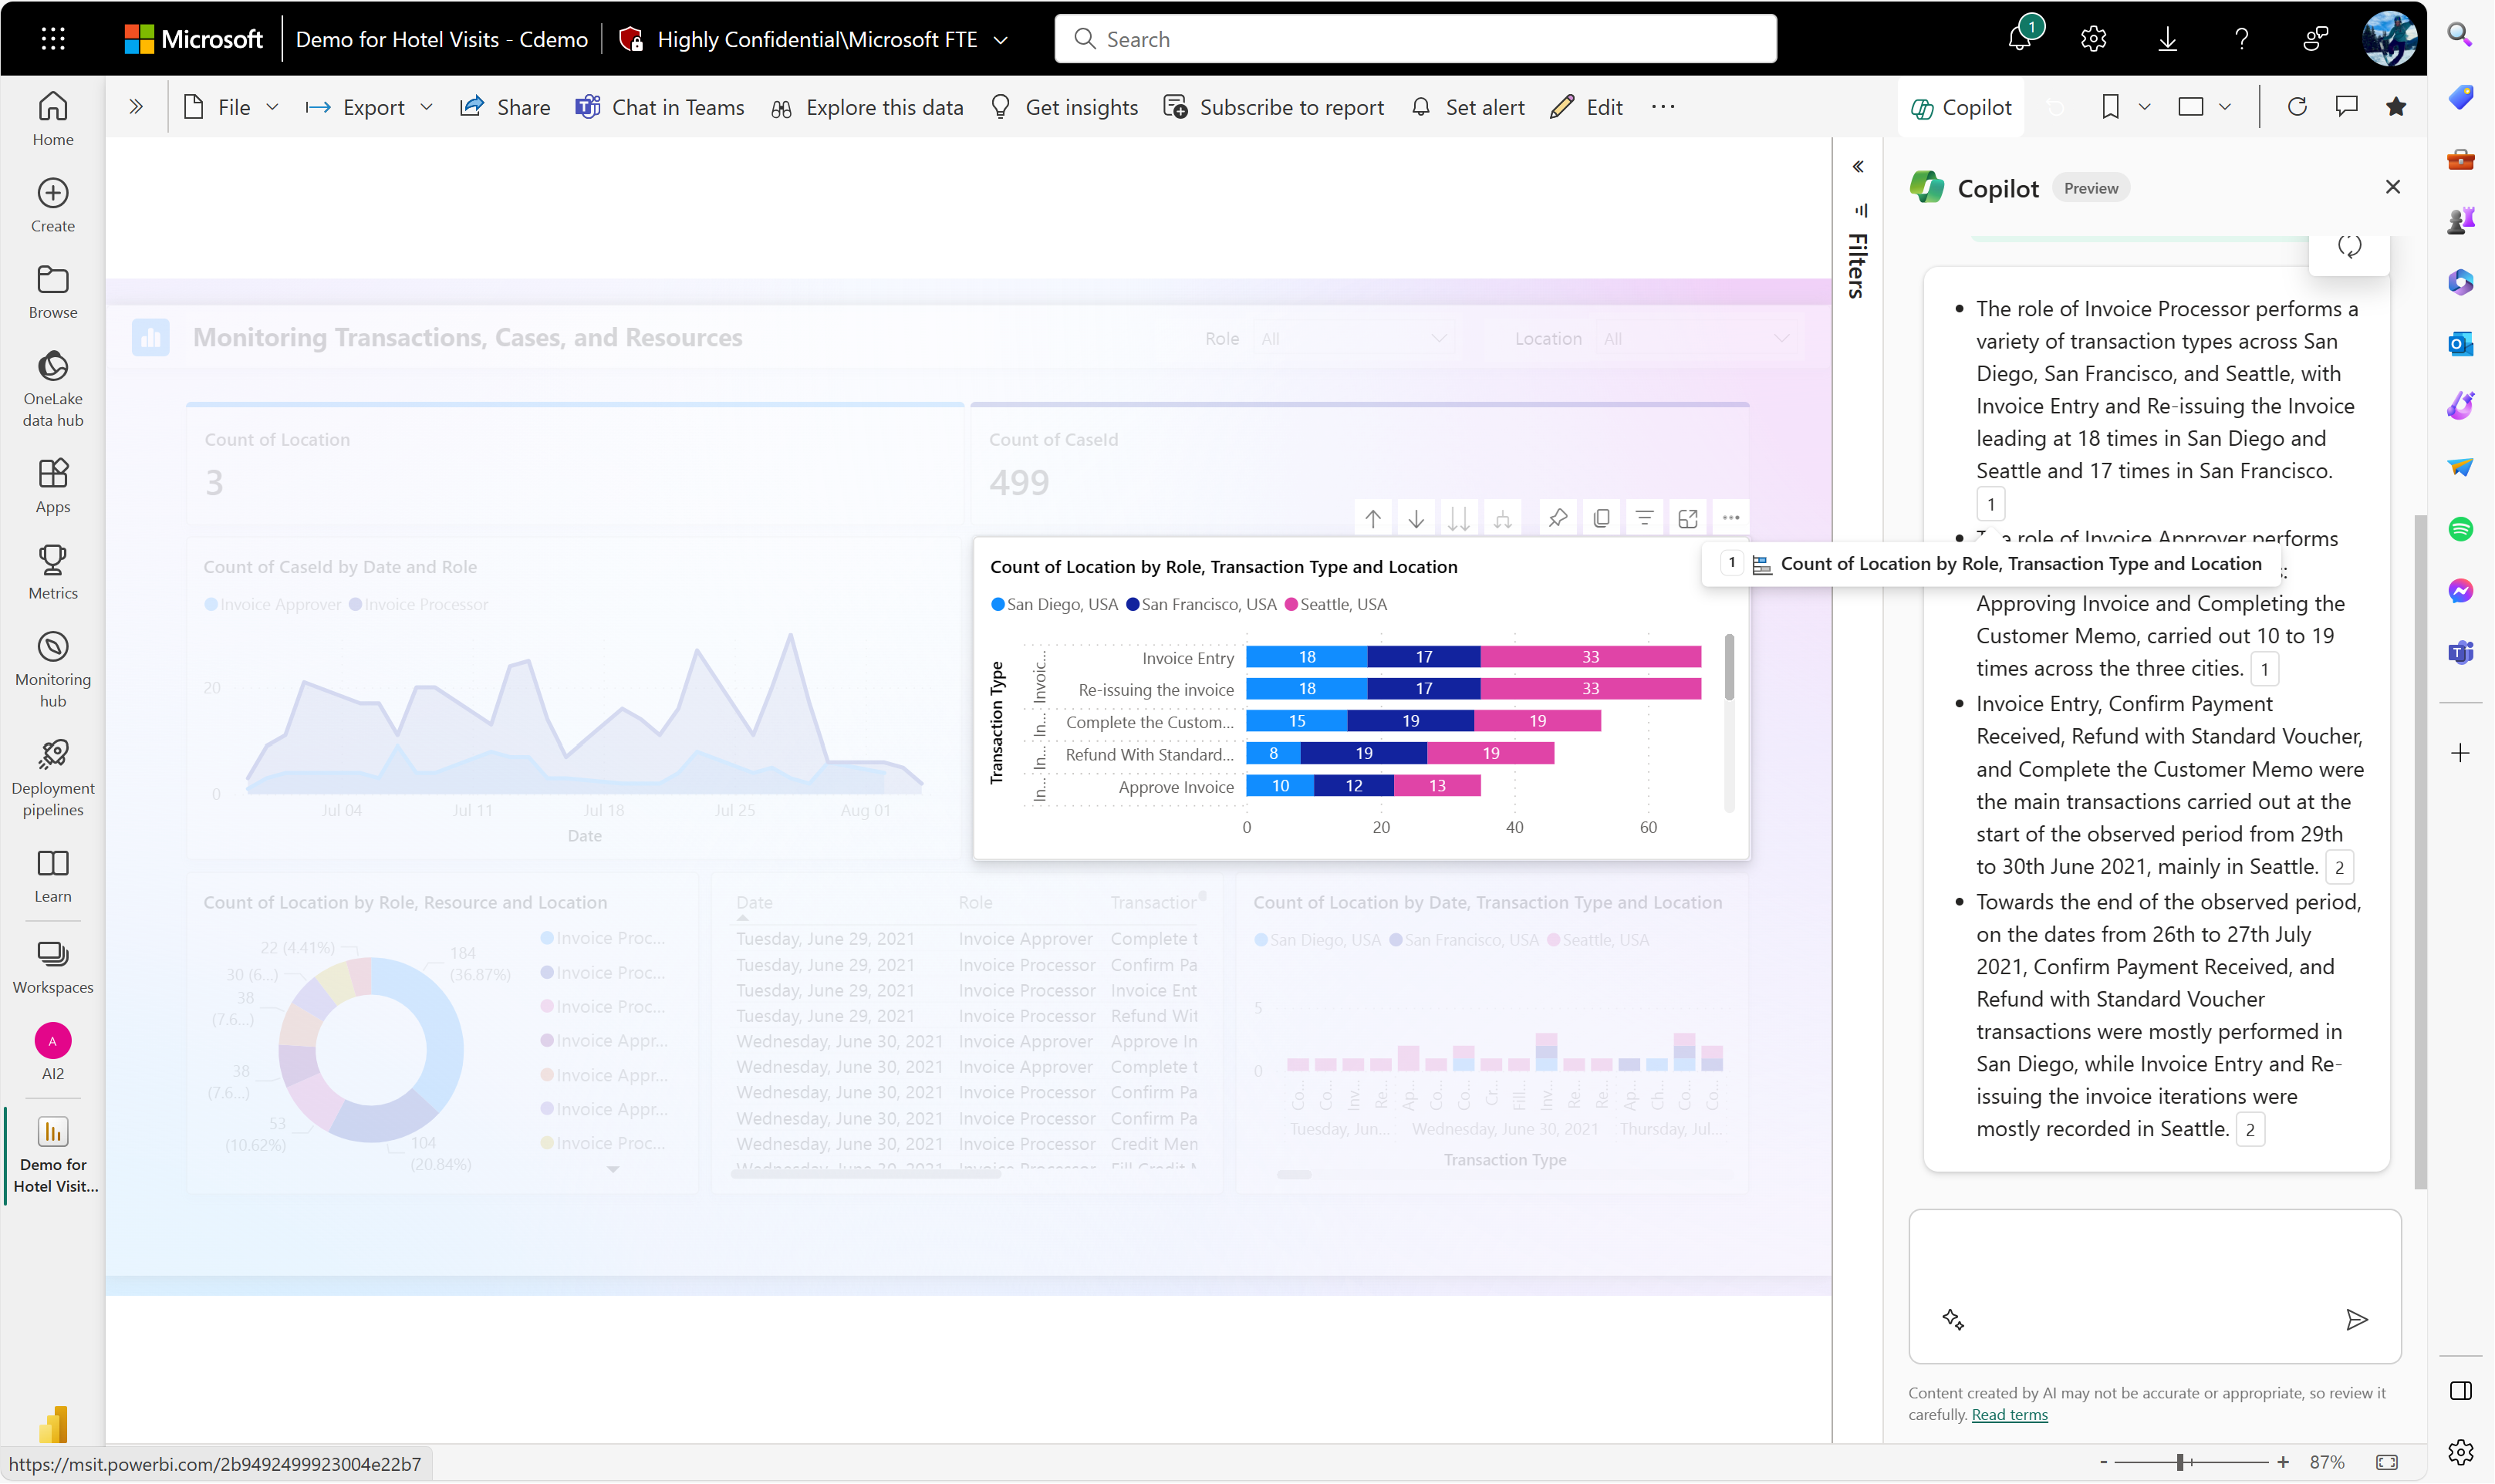 Microsoft
Demo for Hotel Visits - Cdemo
Highly Confidential\Microsoft FTE
Search
1
File
Export
Share
Chat in Teams
Explore this data
Get insights
Subscribe to report
Set alert
Edit
Copilot
Home
Create
Browse
OneLake
data hub
Apps
Metrics
Monitoring
hub
Deployment
pipelines
Learn
Workspaces
A
AI2
Demo for
Hotel Visit...
Monitoring Transactions, Cases, and Resources
Role
All
Location
All
Count of Location
3
Count of CaseId
499
Count of CaseId by Date and Role
Invoice Approver
Invoice Processor
20
0
Jul 04
Jul 11
Jul 18
Jul 25
Aug 01
Date
Count of Location by Role, Transaction Type and Location
San Diego, USA
San Francisco, USA
Seattle, USA
Transaction Type
Invoic...
In...
In...
In...
Invoice Entry
18
17
33
Re-issuing the invoice
18
17
33
Complete the Custom...
15
19
19
Refund With Standard...
8
19
19
Approve Invoice
10
12
13
0
20
40
60
Count of Location by Role, Resource and Location
22 (4.41%)
30 (6...)
38
(7.6...)
38
(7.6...)
53
(10.62%)
104
(20.84%)
184
(36.87%)
Invoice Proc...
Invoice Proc...
Invoice Proc...
Invoice Appr...
Invoice Appr...
Invoice Appr...
Invoice Proc...
Date Role Transaction
Tuesday, June 29, 2021 Invoice Approver Complete t
Tuesday, June 29, 2021 Invoice Processor Confirm Pa
Tuesday, June 29, 2021 Invoice Processor Invoice Ent
Tuesday, June 29, 2021 Invoice Processor Refund Wit
Wednesday, June 30, 2021 Invoice Approver Approve In
Wednesday, June 30, 2021 Invoice Approver Complete t
Wednesday, June 30, 2021 Invoice Processor Confirm Pa
Wednesday, June 30, 2021 Invoice Processor Confirm Pa
Wednesday, June 30, 2021 Invoice Processor Credit Men
Count of Location by Date, Transaction Type and Location
San Diego, USA
San Francisco, USA
Seattle, USA
5
0
Co...
Co...
Inv...
Re...
Ap...
Co...
Co...
Cr...
Fill...
Inv...
Re...
Re...
Ap...
Ch...
Co...
Co...
Tuesday, Jun...
Wednesday, June 30, 2021
Thursday, Jul...
Transaction Type
Filters
Copilot
Preview
The role of Invoice Processor performs a
variety of transaction types across San
Diego, San Francisco, and Seattle, with
Invoice Entry and Re-issuing the Invoice
leading at 18 times in San Diego and
Seattle and 17 times in San Francisco.
1
role of Invoice Approver performs
1 Count of Location by Role, Transaction Type and Location
Approving Invoice and Completing the
Customer Memo, carried out 10 to 19
times across the three cities. 1
Invoice Entry, Confirm Payment
Received, Refund with Standard Voucher,
and Complete the Customer Memo were
the main transactions carried out at the
start of the observed period from 29th
to 30th June 2021, mainly in Seattle. 2
Towards the end of the observed period,
on the dates from 26th to 27th July
2021, Confirm Payment Received, and
Refund with Standard Voucher
transactions were mostly performed in
San Diego, while Invoice Entry and Re-
issuing the invoice iterations were
mostly recorded in Seattle. 2
Content created by AI may not be accurate or appropriate, so review it
carefully. Read terms
https://msit.powerbi.com/2b9492499923004e22b7
- + 87%